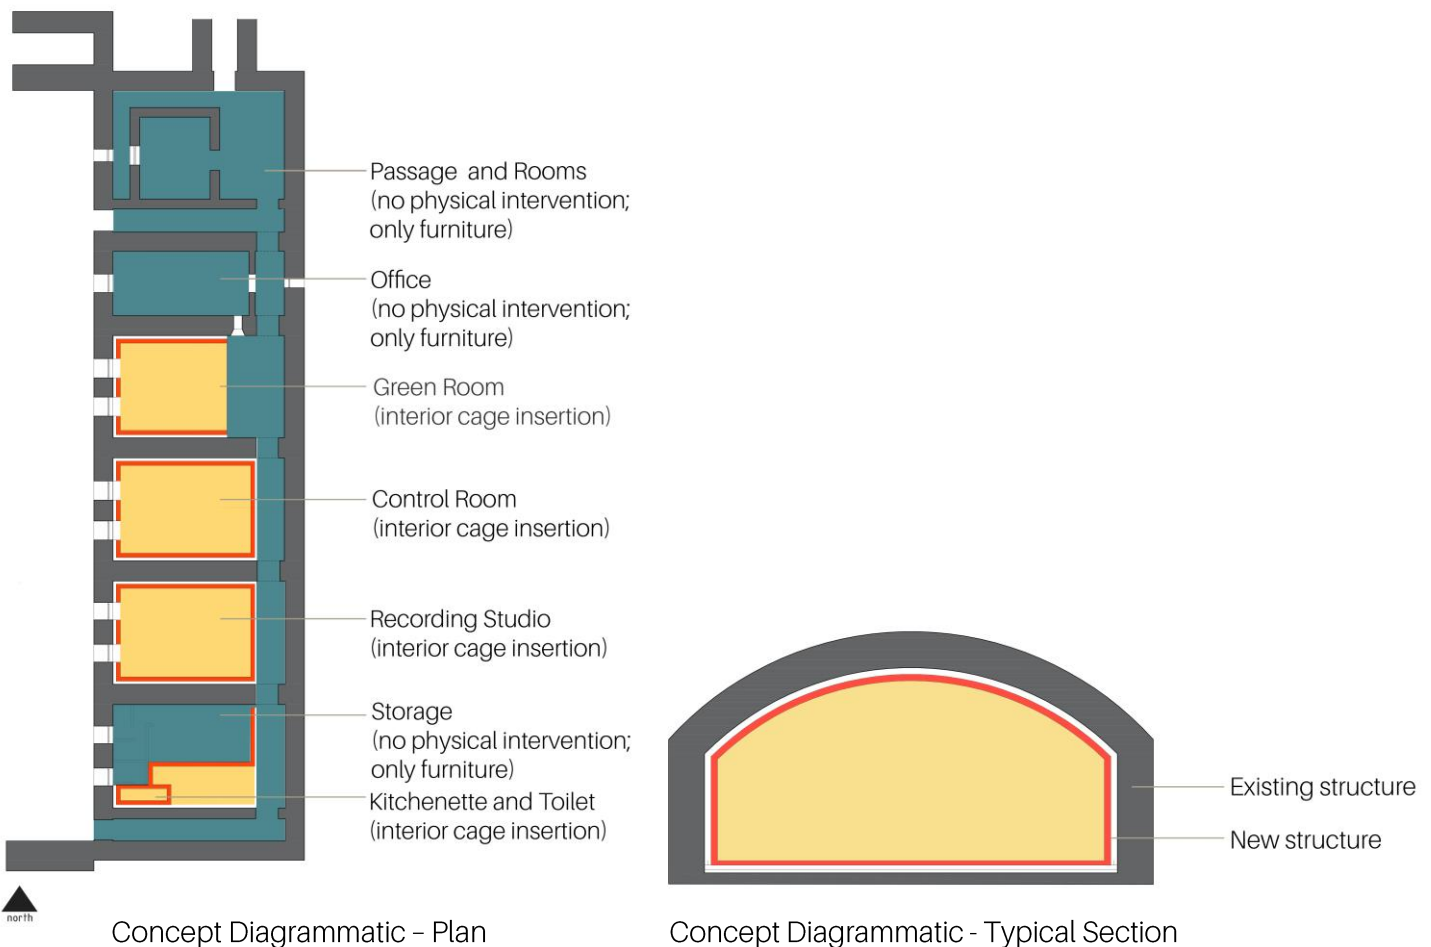 Passage and Rooms
(no physical intervention;
only furniture)
Office
(no physical intervention;
only furniture)
Green Room
(interior cage insertion)
Control Room
(interior cage insertion)
Recording Studio
(interior cage insertion)
Storage
(no physical intervention;
only furniture)
Kitchenette and Toilet
(interior cage insertion)
Existing structure
New structure
north
Concept Diagrammatic – Plan
Concept Diagrammatic - Typical Section